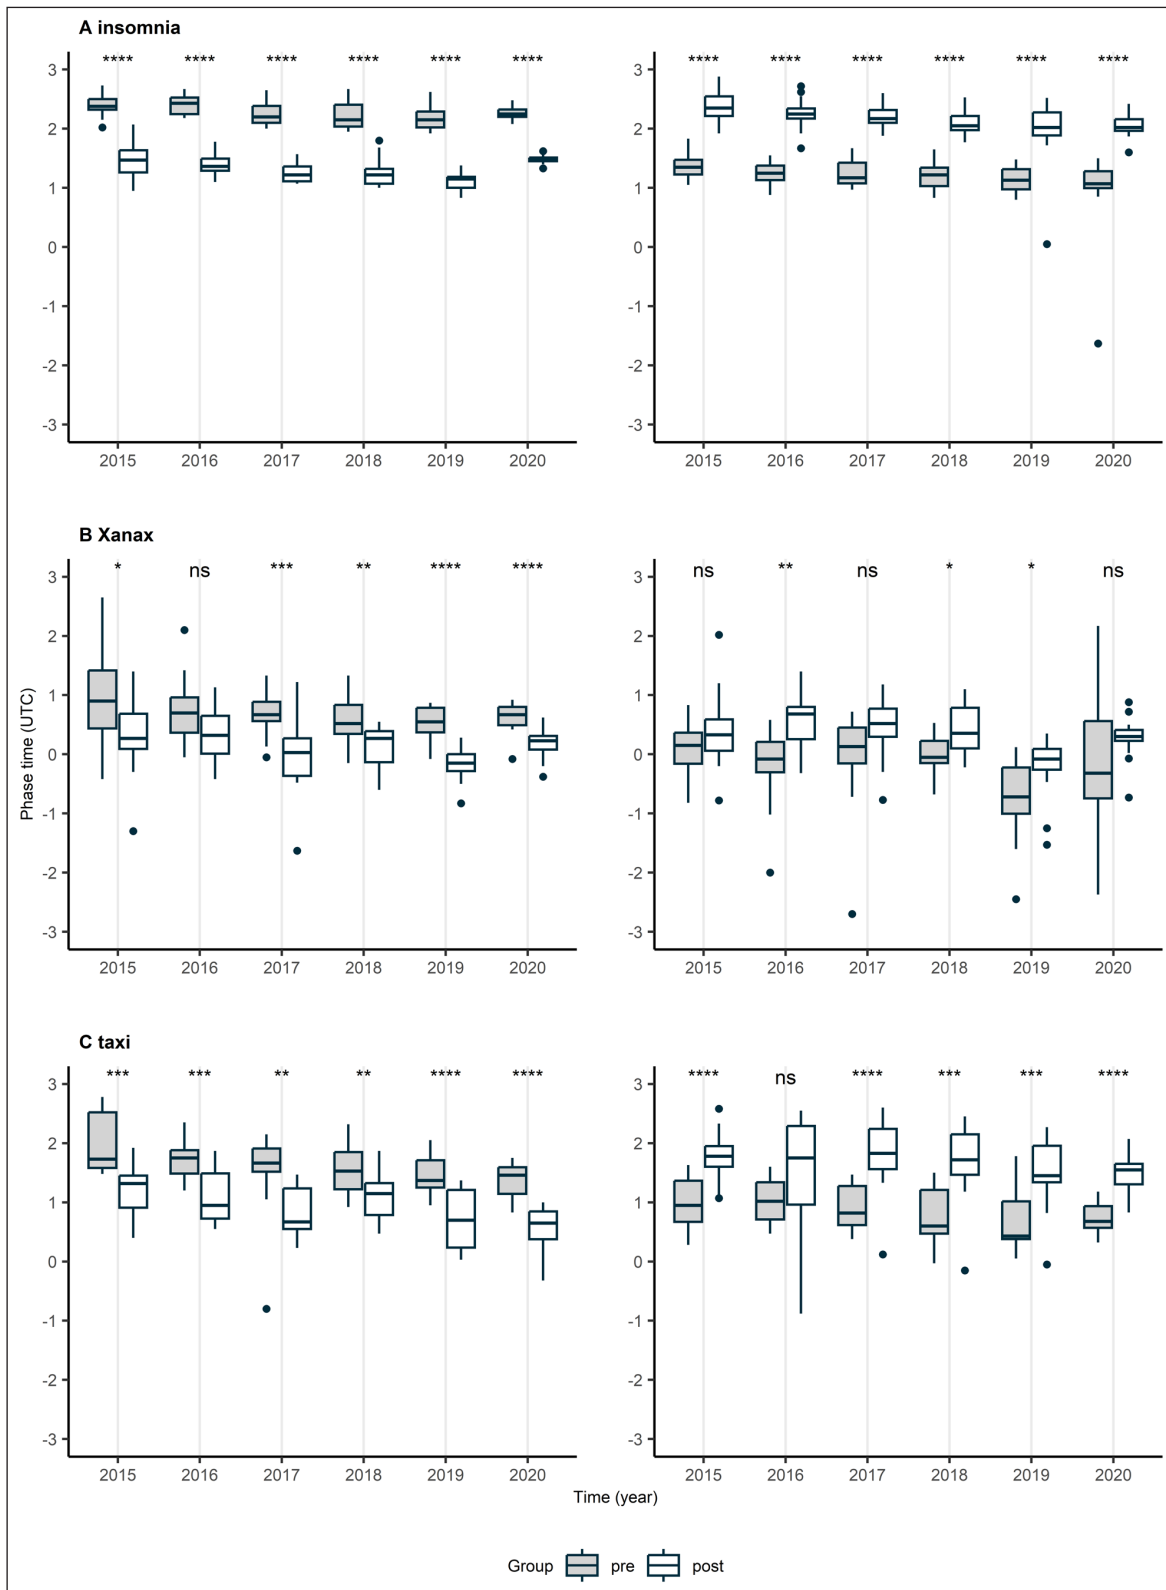 A insomnia
**** **** **** **** **** ****
**** **** **** **** **** ****
3
2
1
0
-1
-2
-3
3
2
1
0
-1
-2
-3
2015 2016 2017 2018 2019 2020
2015 2016 2017 2018 2019 2020
B Xanax
* ns *** ** **** ****
ns ** ns * * ns
Phase time (UTC)
3
2
1
0
-1
-2
-3
3
2
1
0
-1
-2
-3
2015 2016 2017 2018 2019 2020
2015 2016 2017 2018 2019 2020
C taxi
*** *** ** ** **** ****
**** ns **** *** *** ****
3
2
1
0
-1
-2
-3
3
2
1
0
-1
-2
-3
2015 2016 2017 2018 2019 2020
2015 2016 2017 2018 2019 2020
Time (year)
Group pre post